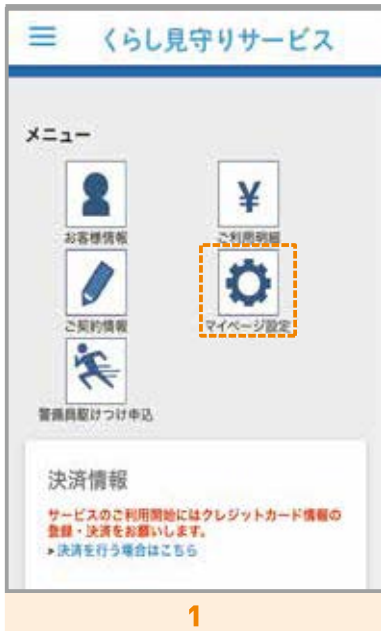 くらし見守りサービス
メニュー
お客様情報
¥
ご利用明細
ご契約情報
マイページ設定
警備員駆けつけ申込
決済情報
サービスのご利用開始にはクレジットカード情報の
登録・決済をお願いします。
▸決済を行う場合はこちら
1